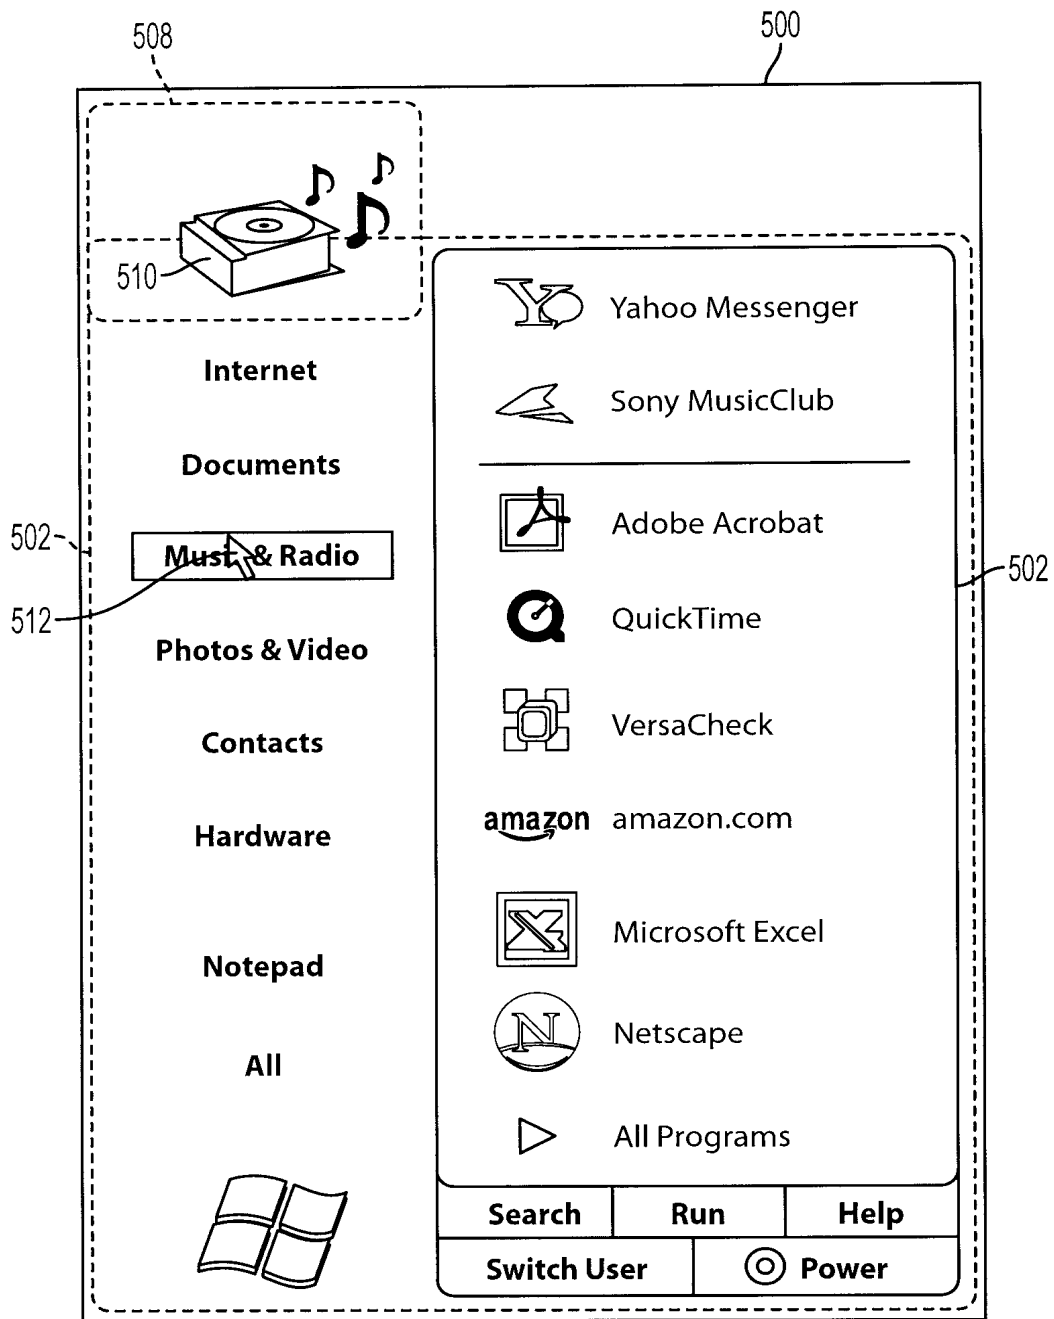 508
500
510
Yahoo Messenger
Internet
Sony MusicClub
Documents
Adobe Acrobat
502
Music & Radio
502
512
QuickTime
Photos & Video
VersaCheck
Contacts
amazon amazon.com
Hardware
Microsoft Excel
Notepad
N Netscape
All
All Programs
Search Run Help
Switch User Power